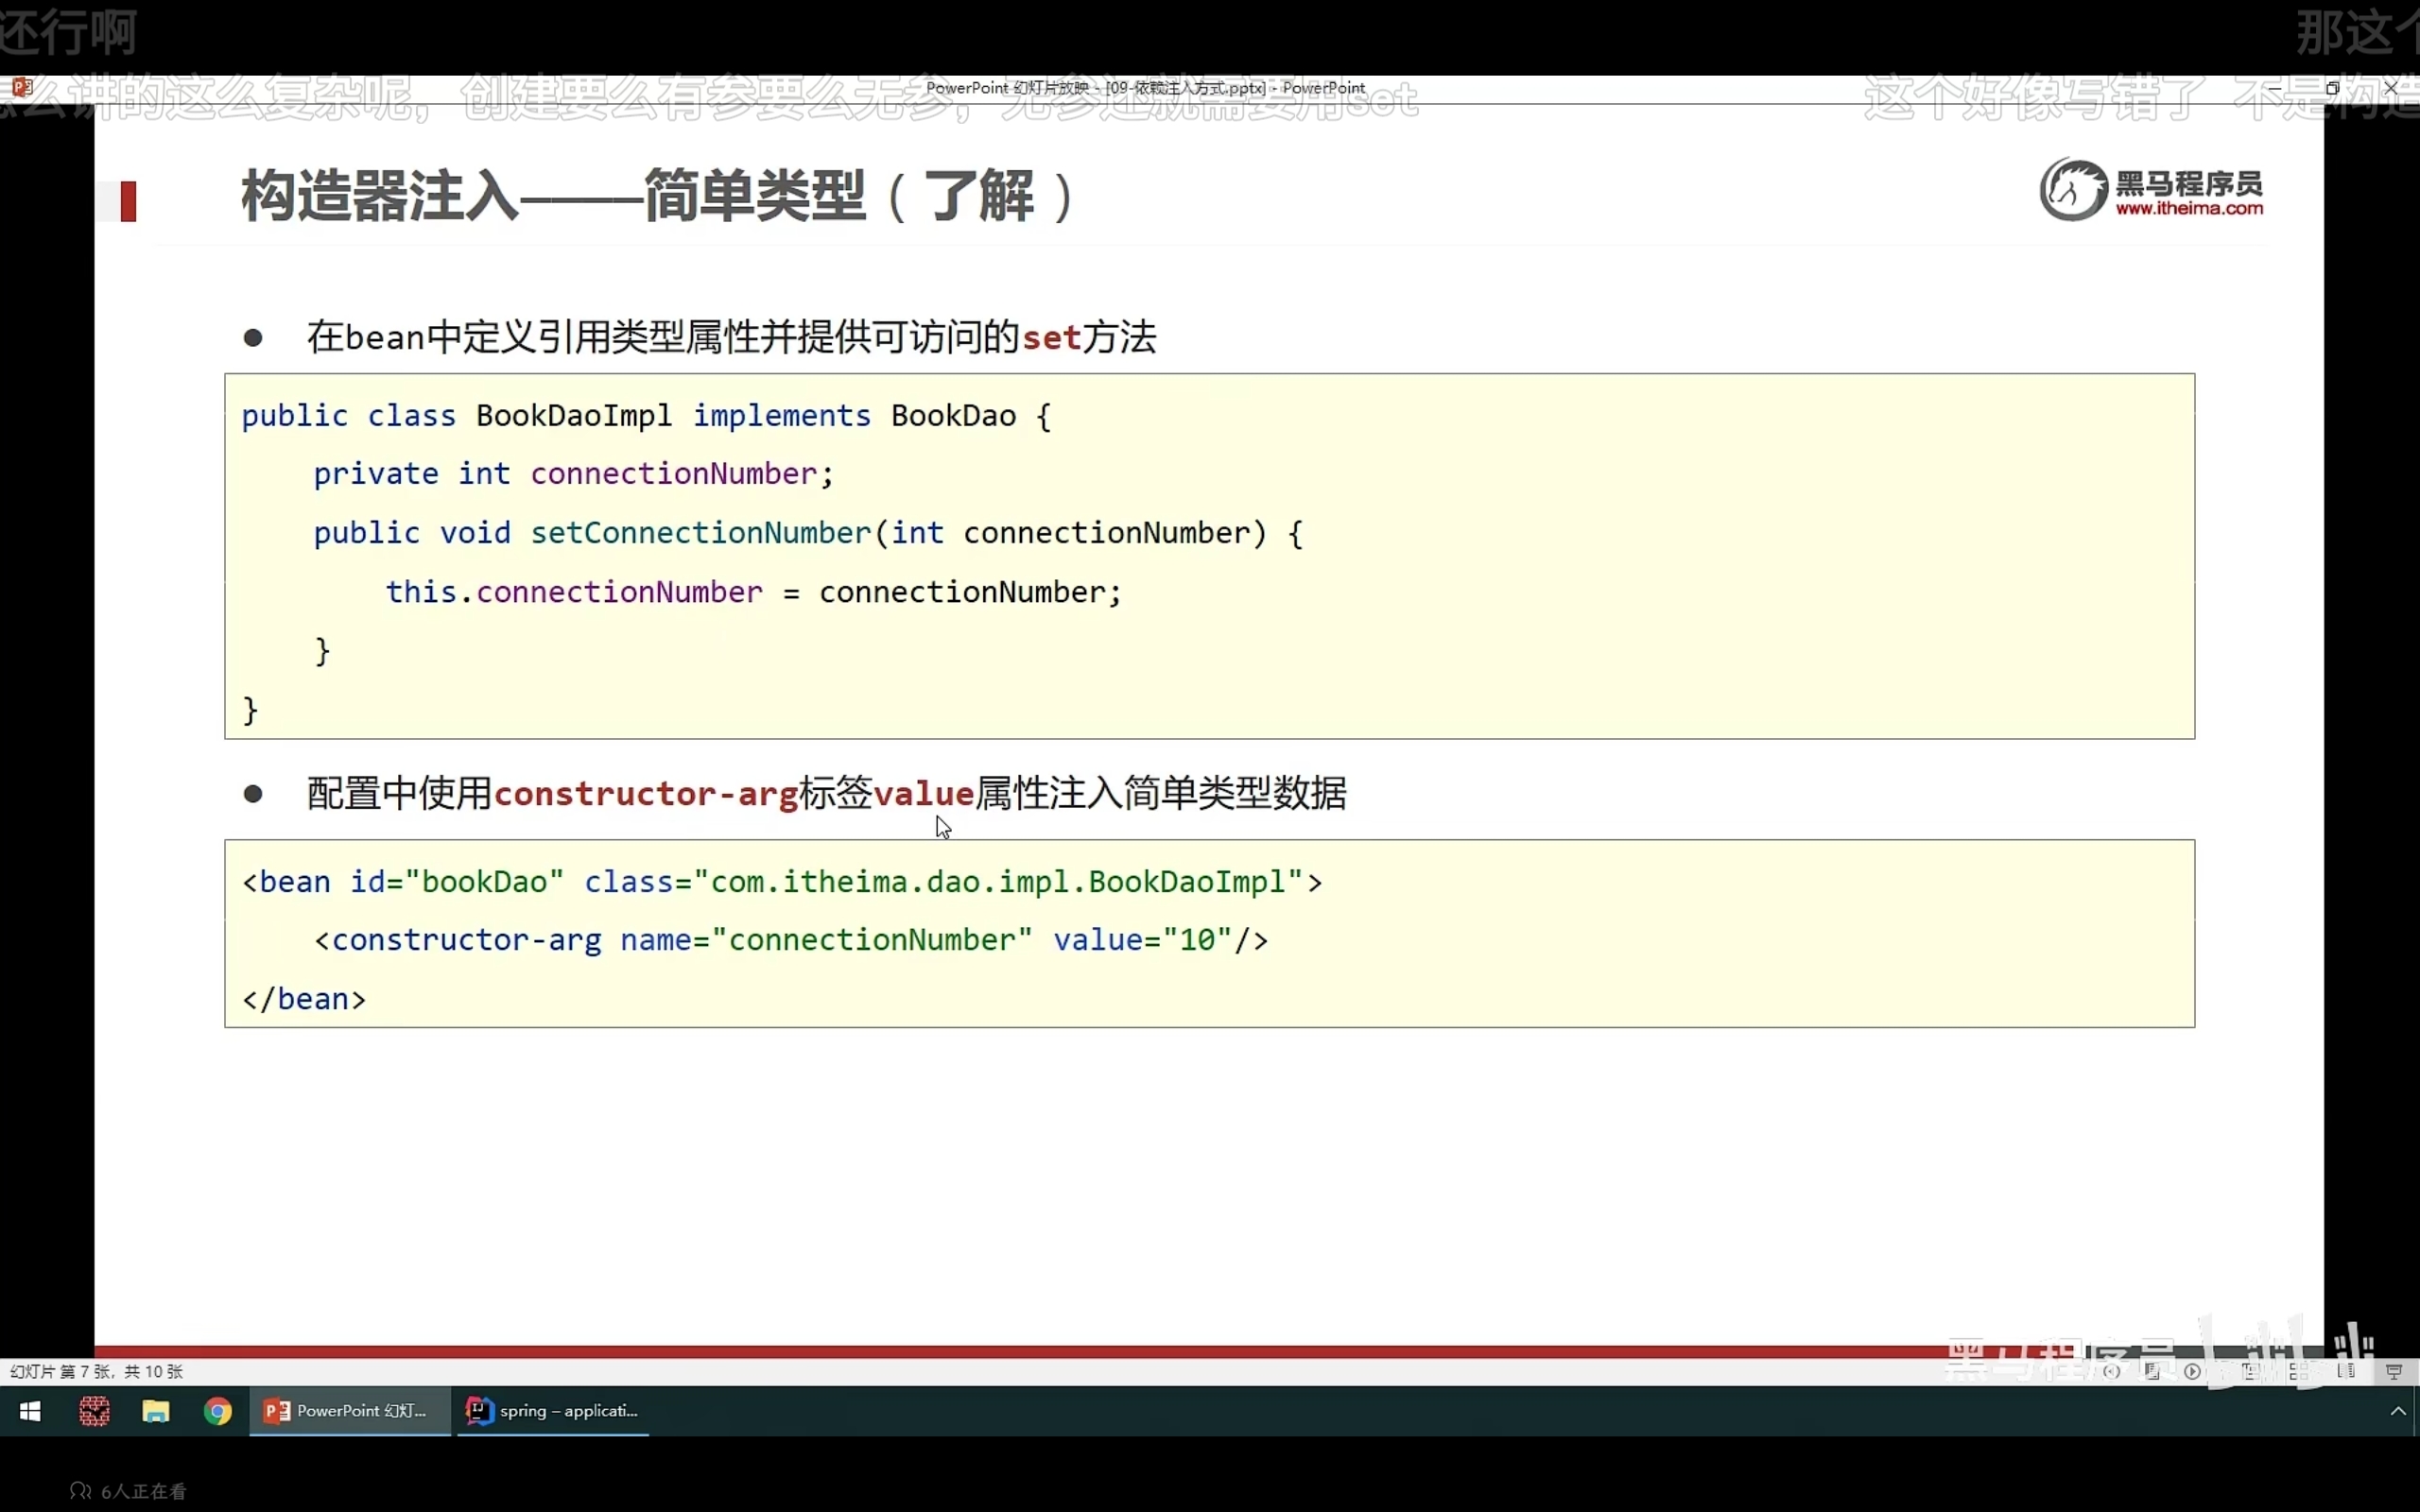 还行啊
那这个
PowerPoint 幻灯片放映 - [09-依赖注入方式.pptx] - PowerPoint
么讲的这么复杂呢，创建要么有参要么无参，无参还就需要用set
这个好像写错了 不是构造
构造器注入——简单类型（了解）
黑马程序员
www.itheima.com
● 在bean中定义引用类型属性并提供可访问的set方法
public class BookDaoImpl implements BookDao {
private int connectionNumber;
public void setConnectionNumber(int connectionNumber) {
this.connectionNumber = connectionNumber;
}
}
● 配置中使用constructor-arg标签value属性注入简单类型数据
<bean id="bookDao" class="com.itheima.dao.impl.BookDaoImpl">
<constructor-arg name="connectionNumber" value="10"/>
</bean>
黑马程序员
幻灯片 第 7 张，共 10 张
PowerPoint 幻灯...
spring – applicati...
6人正在看